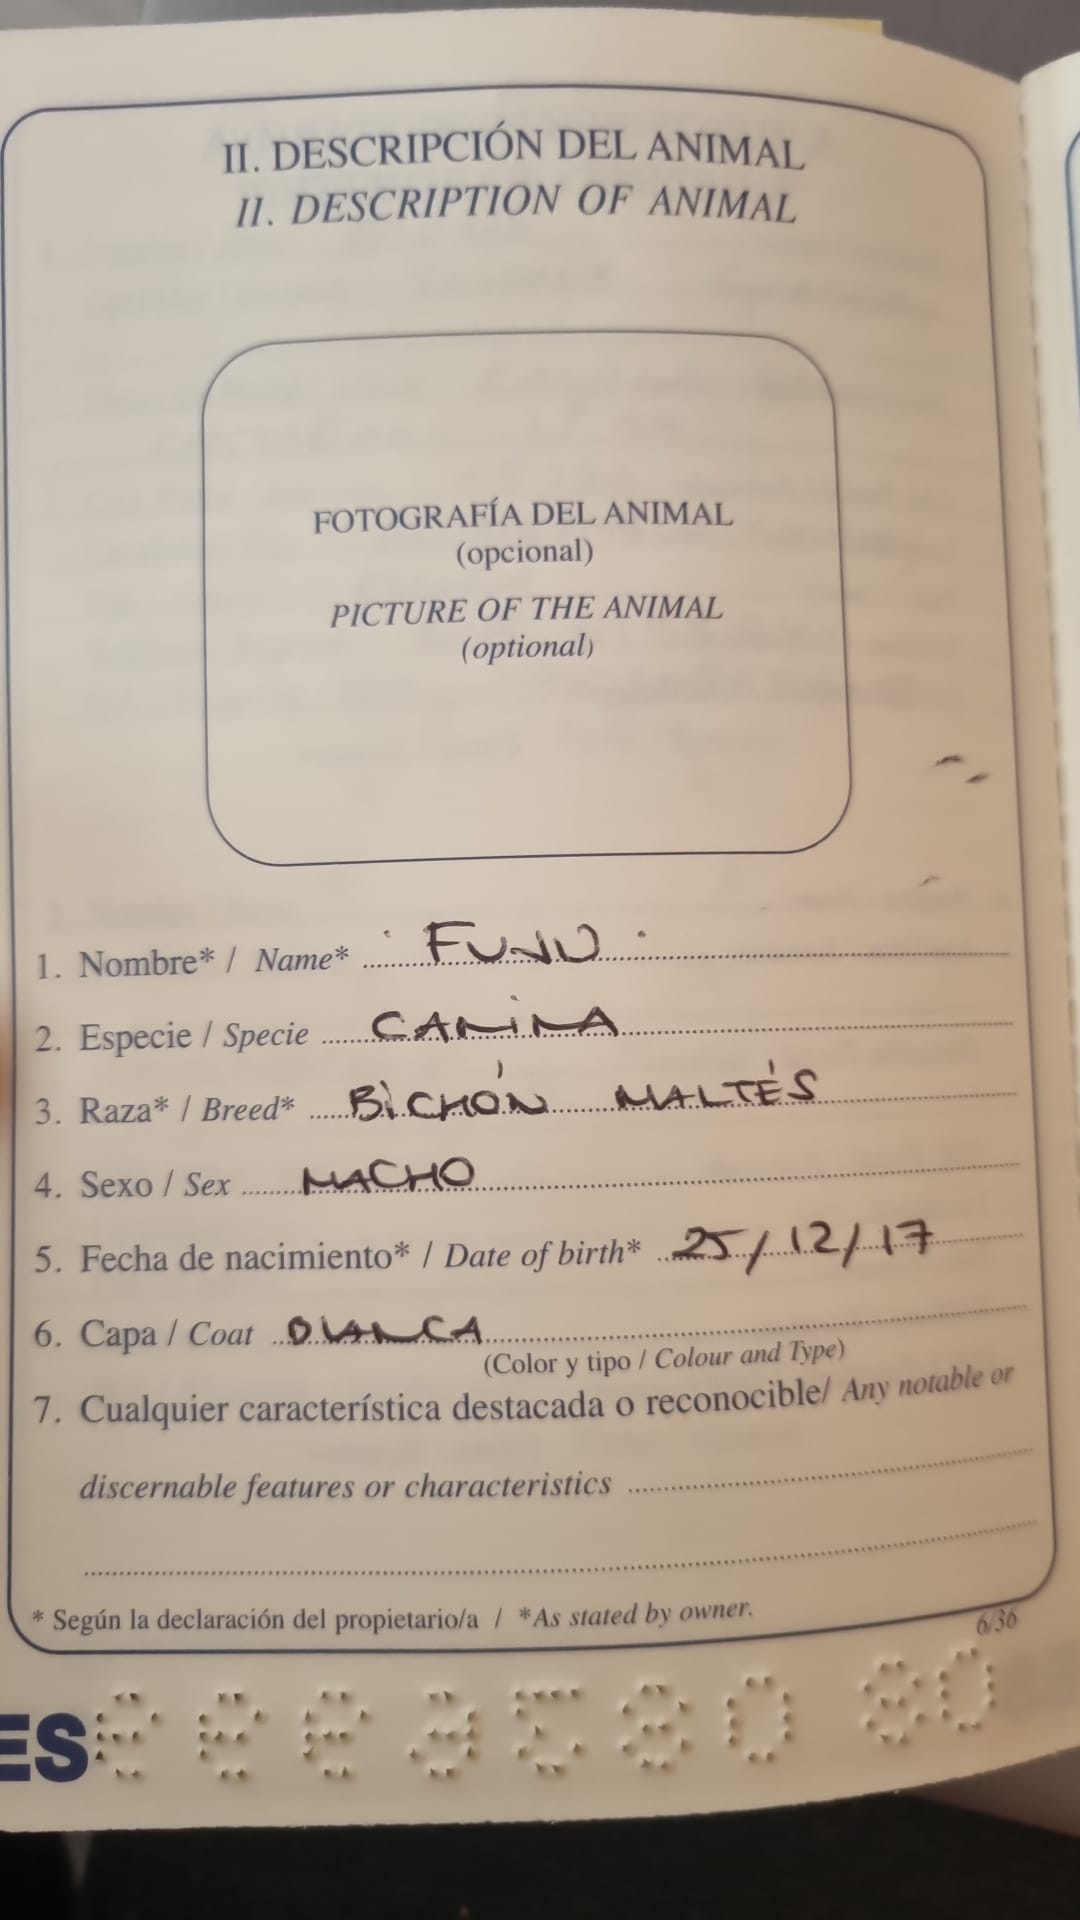 II. DESCRIPCIÓN DEL ANIMAL
II. DESCRIPTION OF ANIMAL
FOTOGRAFÍA DEL ANIMAL
(opcional)
PICTURE OF THE ANIMAL
(optional)
1. Nombre* / Name*
2. Especie / Specie CANINA
3. Raza* / Breed* BICHÓN MALTÉS
4. Sexo / Sex MACHO
5. Fecha de nacimiento* / Date of birth* 25/12/17
6. Capa / Coat BLANCA
(Color y tipo / Colour and Type)
7. Cualquier característica destacada o reconocible/ Any notable or
discernable features or characteristics
* Según la declaración del propietario/a / *As stated by owner.
6/36
ES